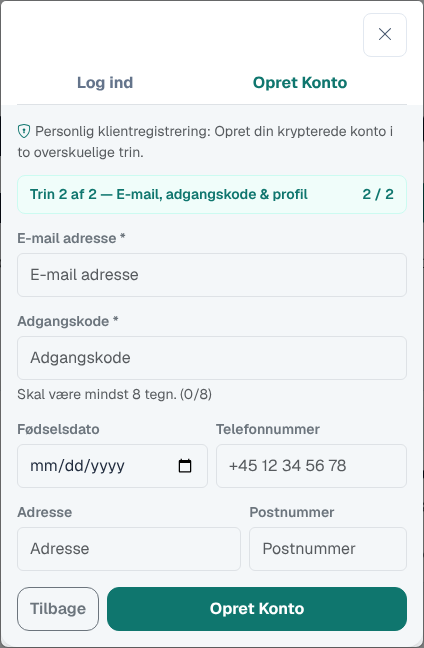 Log ind
Opret Konto
Personlig klientregistrering: Opret din krypterede konto i
to overskuelige trin.
Trin 2 af 2 — E-mail, adgangskode & profil
2 / 2
E-mail adresse *
E-mail adresse
Adgangskode *
Adgangskode
Skal være mindst 8 tegn. (0/8)
Fødselsdato
Telefonnummer
mm/dd/yyyy
+45 12 34 56 78
Adresse
Postnummer
Adresse
Postnummer
Tilbage
Opret Konto